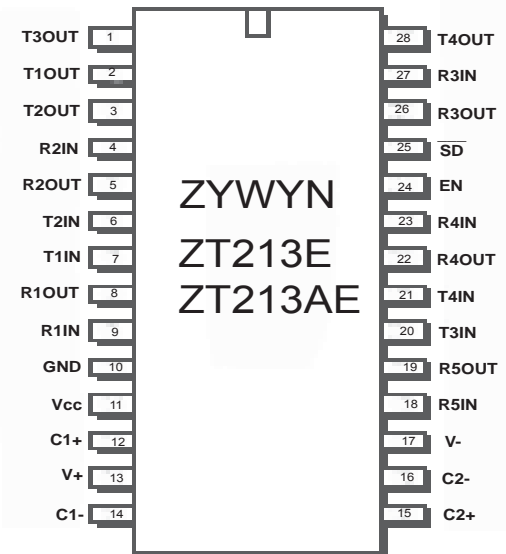 T3OUT 1 28 T4OUT
T1OUT 2 27 R3IN
T2OUT 3 26 R3OUT
R2IN 4 25 SD
R2OUT 5 24 EN
ZYWYN
T2IN 6 23 R4IN
T1IN 7 22 R4OUT
ZT213E
R1OUT 8 21 T4IN
ZT213AE
R1IN 9 20 T3IN
GND 10 19 R5OUT
Vcc 11 18 R5IN
C1+ 12 17 V-
V+ 13 16 C2-
C1- 14 15 C2+